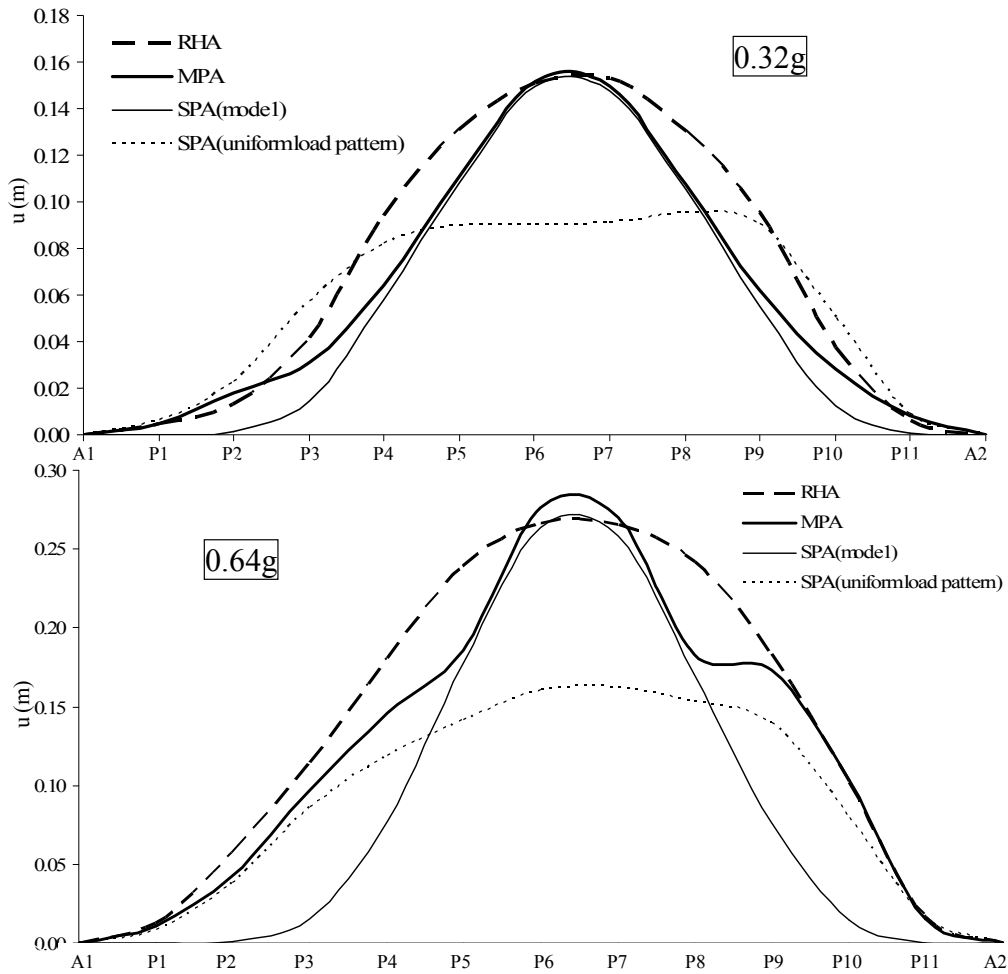 0.18
0.16
0.14
0.12
0.10
0.08
0.06
0.04
0.02
0.00
u (m)
RHA
MPA
SPA(mode1)
SPA(uniformload pattern)
0.32g
A1 P1 P2 P3 P4 P5 P6 P7 P8 P9 P10 P11 A2
0.30
0.25
0.20
0.15
0.10
0.05
0.00
u (m)
0.64g
RHA
MPA
SPA(mode1)
SPA(uniformload pattern)
A1 P1 P2 P3 P4 P5 P6 P7 P8 P9 P10 P11 A2